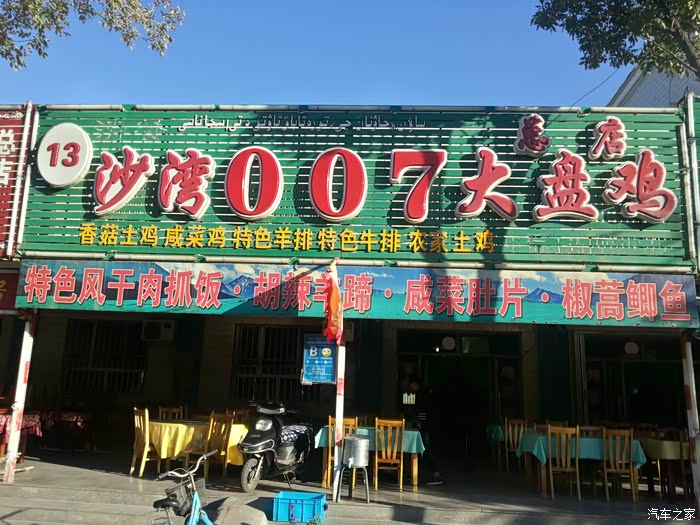 13
沙湾007大盘鸡
总店
香菇土鸡 咸菜鸡 特色羊排 特色牛排 农家土鸡
特色风干肉抓饭·胡辣羊蹄·咸菜肚片·椒蒿鲫鱼
B
汽车之家